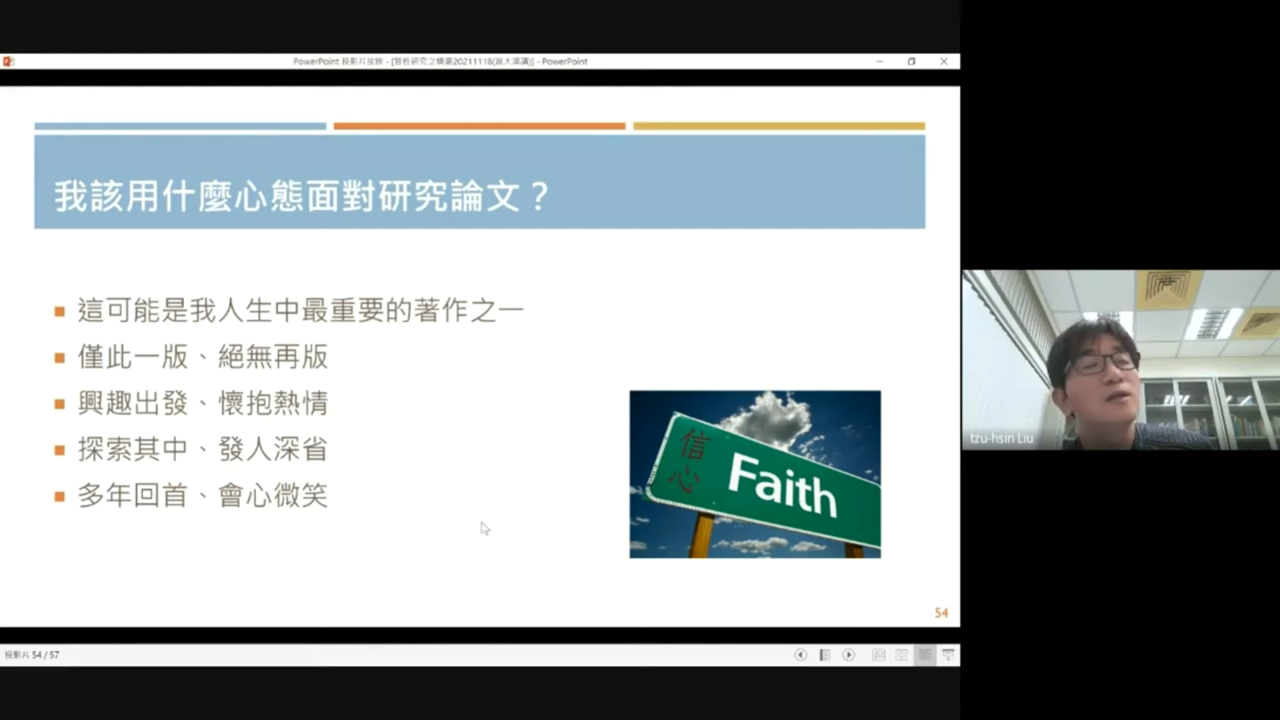 PowerPoint 投影片放映 - [質性研究之精要20211118(宜大演講)] - PowerPoint
我該用什麼心態面對研究論文？
這可能是我人生中最重要的著作之一
僅此一版、絕無再版
興趣出發、懷抱熱情
探索其中、發人深省
多年回首、會心微笑
信心
Faith
tzu-hsin Liu
54
投影片 54 / 57